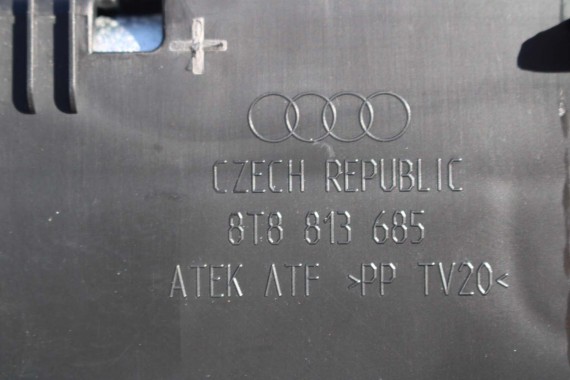 CZECH REPUBLIC
8T8 813 685
ATEK ATF >PP TV20<